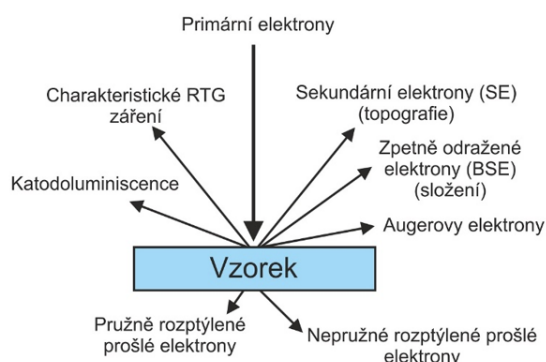 Primární elektrony
Charakteristické RTG
záření
Sekundární elektrony (SE)
(topografie)
Zpetně odražené
elektrony (BSE)
(složení)
Katodoluminiscence
Augerovy elektrony
Vzorek
Pružně rozptýlené
prošlé elektrony
Nepružné rozptýlené prošlé
elektrony